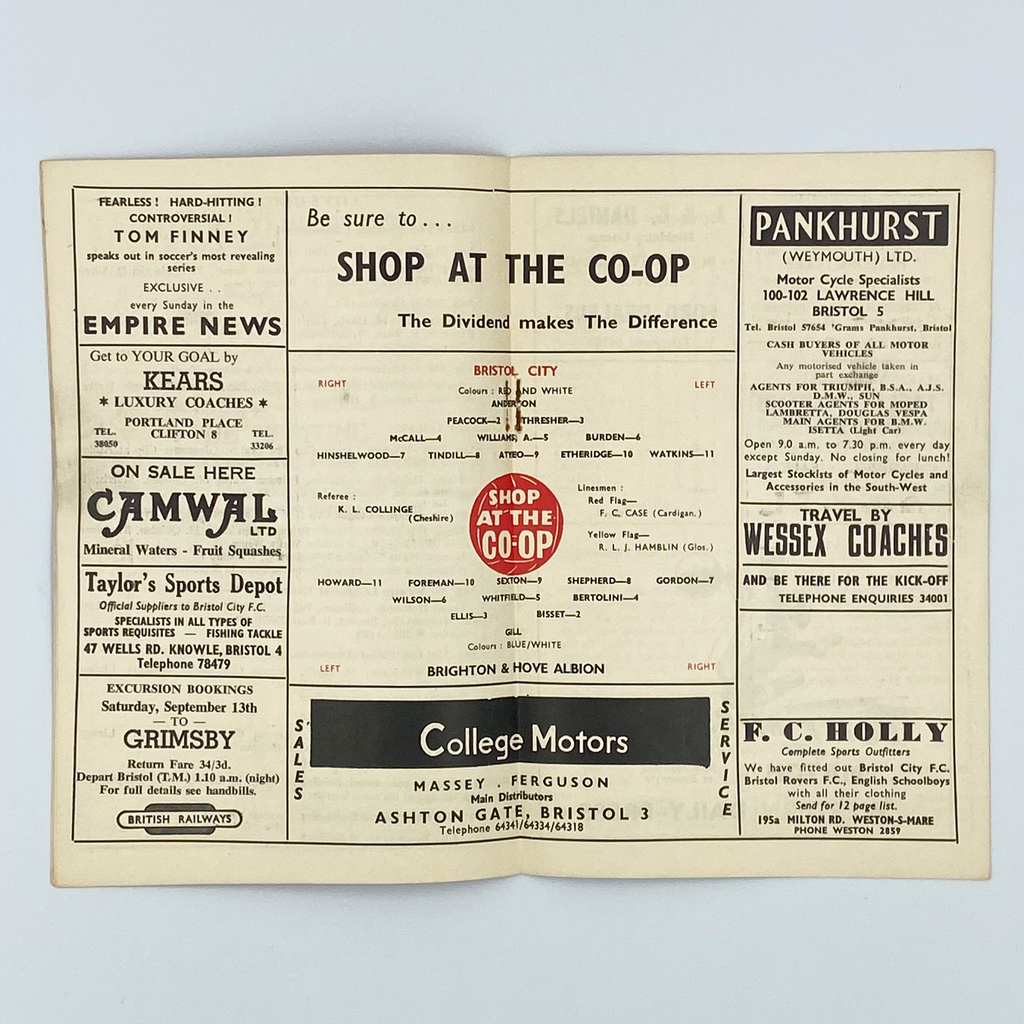 FEARLESS! HARD-HITTING!
CONTROVERSIAL!
TOM FINNEY
speaks out in soccer's most revealing
series
EXCLUSIVE . .
every Sunday in the
EMPIRE NEWS
Get to YOUR GOAL by
KEARS
* LUXURY COACHES *
PORTLAND PLACE
CLIFTON 8
TEL. 38050
TEL. 33206
ON SALE HERE
CAMWAL
LTD
Mineral Waters - Fruit Squashes
Taylor's Sports Depot
Official Suppliers to Bristol City F.C.
SPECIALISTS IN ALL TYPES OF
SPORTS REQUISITES — FISHING TACKLE
47 WELLS RD. KNOWLE, BRISTOL 4
Telephone 78479
EXCURSION BOOKINGS
Saturday, September 13th
— TO —
GRIMSBY
Return Fare 34/3d.
Depart Bristol (T.M.) 1.10 a.m. (night)
For full details see handbills.
BRITISH RAILWAYS
Be sure to...
SHOP AT THE CO-OP
The Dividend makes The Difference
BRISTOL CITY
RIGHT
LEFT
Colours: RED AND WHITE
ANDERSON
PEACOCK—2 THRESHER—3
McCALL—4 WILLIAMS, A.—5 BURDEN—6
HINSHELWOOD—7 TINDILL—8 ATYEO—9 ETHERIDGE—10 WATKINS—11
Referee:
K. L. COLLINGE
(Cheshire)
SHOP
AT THE
CO-OP
Linesmen:
Red Flag—
F. C. CASE (Cardigan.)
Yellow Flag—
R. L. J. HAMBLIN (Glos.)
HOWARD—11 FOREMAN—10 SEXTON—9 SHEPHERD—8 GORDON—7
WILSON—6 WHITFIELD—5 BERTOLINI—4
ELLIS—3 BISSET—2
GILL
Colours: BLUE/WHITE
LEFT
BRIGHTON & HOVE ALBION
RIGHT
SALES
College Motors
SERVICE
MASSEY . FERGUSON
Main Distributors
ASHTON GATE, BRISTOL 3
Telephone 64341/64334/64318
PANKHURST
(WEYMOUTH) LTD.
Motor Cycle Specialists
100-102 LAWRENCE HILL
BRISTOL 5
Tel. Bristol 57654 'Grams Pankhurst, Bristol
CASH BUYERS OF ALL MOTOR
VEHICLES
Any motorised vehicle taken in
part exchange
AGENTS FOR TRIUMPH, B.S.A., A.J.S.
D.M.W., SUN
SCOOTER AGENTS FOR MOPED
LAMBRETTA, DOUGLAS VESPA
MAIN AGENTS FOR B.M.W.
ISETTA (Light Car)
Open 9.0 a.m. to 7.30 p.m. every day
except Sunday. No closing for lunch!
Largest Stockists of Motor Cycles and
Accessories in the South-West
TRAVEL BY
WESSEX COACHES
AND BE THERE FOR THE KICK-OFF
TELEPHONE ENQUIRIES 34001
F. C. HOLLY
Complete Sports Outfitters
We have fitted out Bristol City F.C.
Bristol Rovers F.C., English Schoolboys
with all their clothing
Send for 12 page list.
195a MILTON RD. WESTON-S-MARE
PHONE WESTON 2859